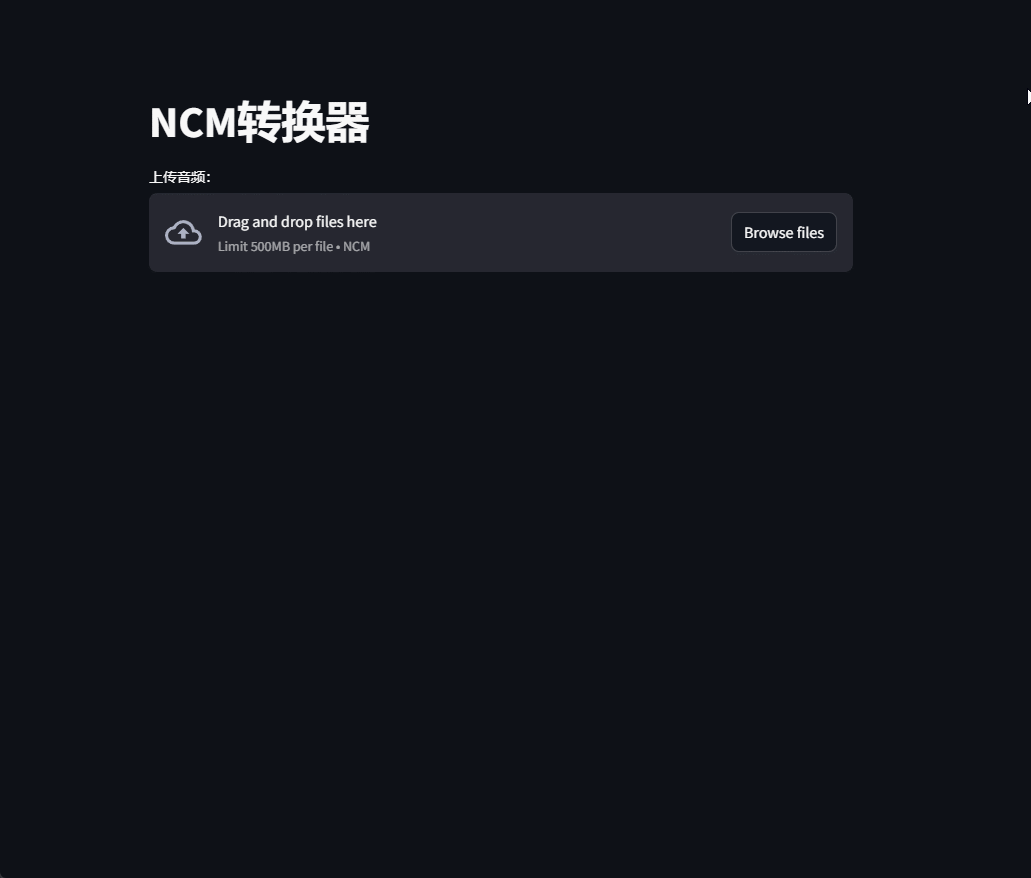 NCM转换器
上传音频：
Drag and drop files here
Limit 500MB per file • NCM
Browse files